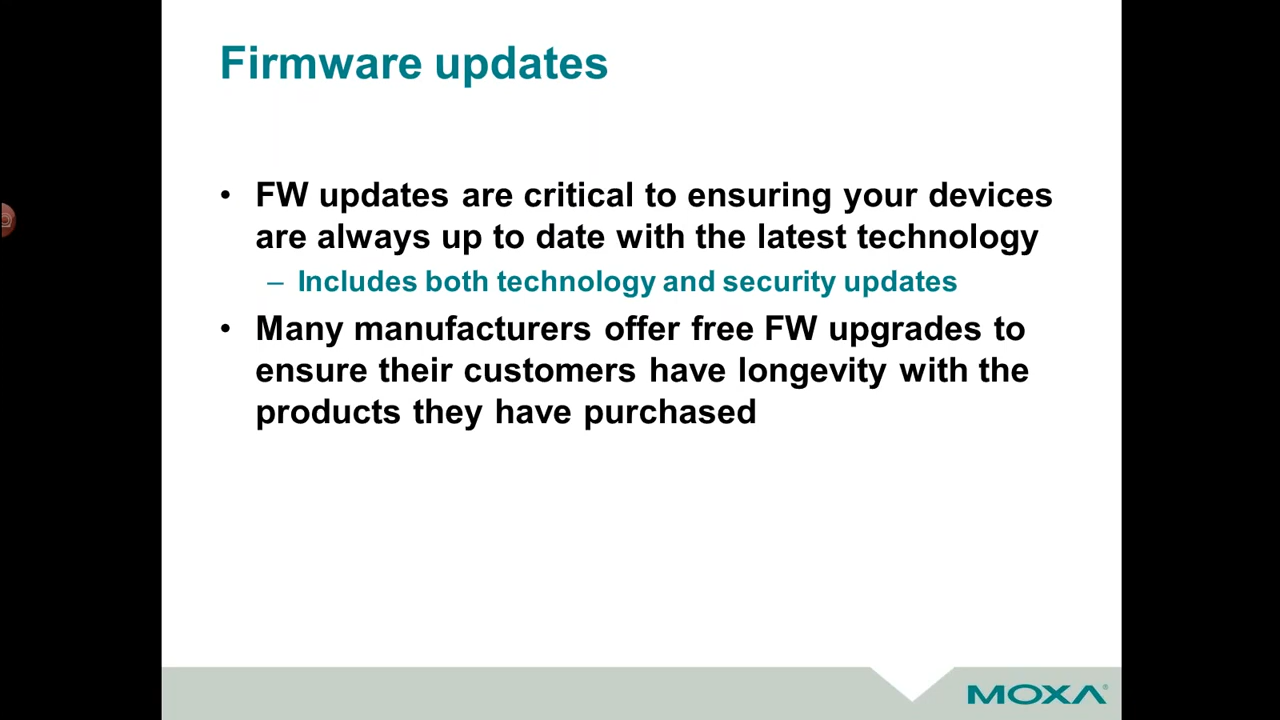 Firmware updates
• FW updates are critical to ensuring your devices
are always up to date with the latest technology
– Includes both technology and security updates
• Many manufacturers offer free FW upgrades to
ensure their customers have longevity with the
products they have purchased
MOXA®